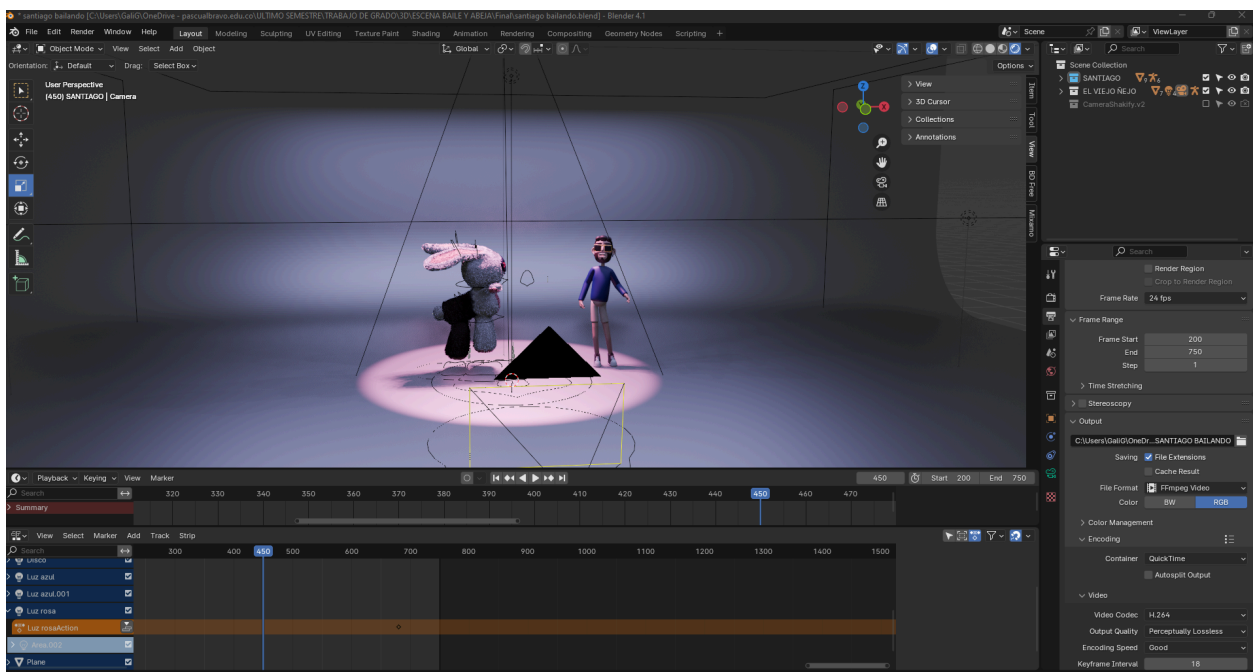 * santiago bailando [C:\Users\GaliG\OneDrive - pascualbravo.edu.co\ULTIMO SEMESTRE\TRABAJO DE GRADO\3D\ESCENA BAILE Y ABEJA\Final\santiago bailando.blend] - Blender 4.1
File Edit Render Window Help Layout Modeling Sculpting UV Editing Texture Paint Shading Animation Rendering Compositing Geometry Nodes Scripting + Scene ViewLayer
Object Mode View Select Add Object Global Search
Orientation: Default Drag: Select Box Options
Scene Collection
User Perspective
(450) SANTIAGO | Camera
SANTIAGO
EL VIEJO ÑEJO
CameraShakify.v2
View
3D Cursor
Collections
Annotations
Item
Tool
View
BD Free
Mixamo
X
Z
Search
Render Region
Crop to Render Region
Frame Rate 24 fps
Frame Range
Frame Start 200
End 750
Step 1
Time Stretching
Stereoscopy
Output
C:\Users\GaliG\OneDr...SANTIAGO BAILANDO
Saving File Extensions
Cache Result
File Format FFmpeg Video
Color BW RGB
Color Management
Encoding
Container QuickTime
Autosplit Output
Video
Video Codec H.264
Output Quality Perceptually Lossless
Encoding Speed Good
Keyframe Interval 18
Playback Keying View Marker 450 Start 200 End 750
Search 320 330 340 350 360 370 380 390 400 410 420 430 440 450 460 470
Summary
View Select Marker Add Track Strip
Search 300 400 450 500 600 700 800 900 1000 1100 1200 1300 1400 1500
Disco
Luz azul
Luz azul.001
Luz rosa
Luz rosaAction
Area.002
Plane